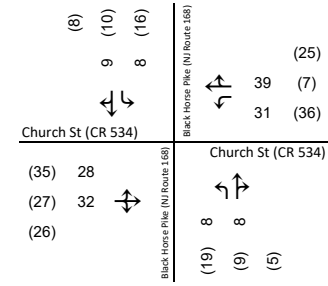 (8) (10) (16)
9 8
Church St (CR 534)
Black Horse Pike (NJ Route 168)
(25)
39 (7)
31 (36)
(35) 28
(27) 32
(26)
Black Horse Pike (NJ Route 168)
Church St (CR 534)
8 8
(19) (9) (5)